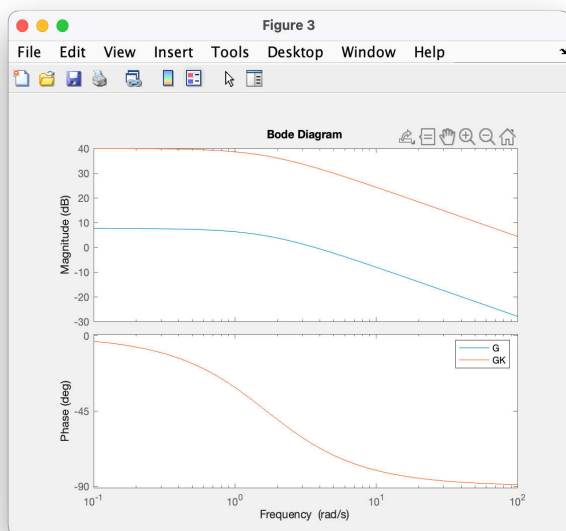 Figure 3
File Edit View Insert Tools Desktop Window Help
Bode Diagram
Magnitude (dB)
40
30
20
10
0
-10
-20
-30
Phase (deg)
0
-45
-90
G
GK
10-1 100 101 102
Frequency (rad/s)